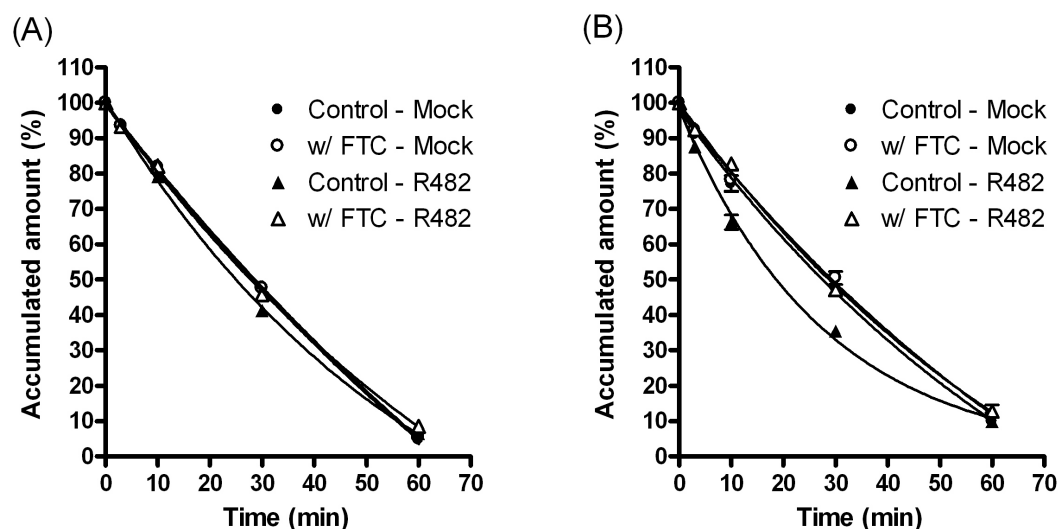 (A)
Accumulated amount (%)
110
100
90
80
70
60
50
40
30
20
10
0
0 10 20 30 40 50 60 70
Time (min)
Control - Mock
w/ FTC - Mock
Control - R482
w/ FTC - R482
(B)
Accumulated amount (%)
110
100
90
80
70
60
50
40
30
20
10
0
0 10 20 30 40 50 60 70
Time (min)
Control - Mock
w/ FTC - Mock
Control - R482
w/ FTC - R482